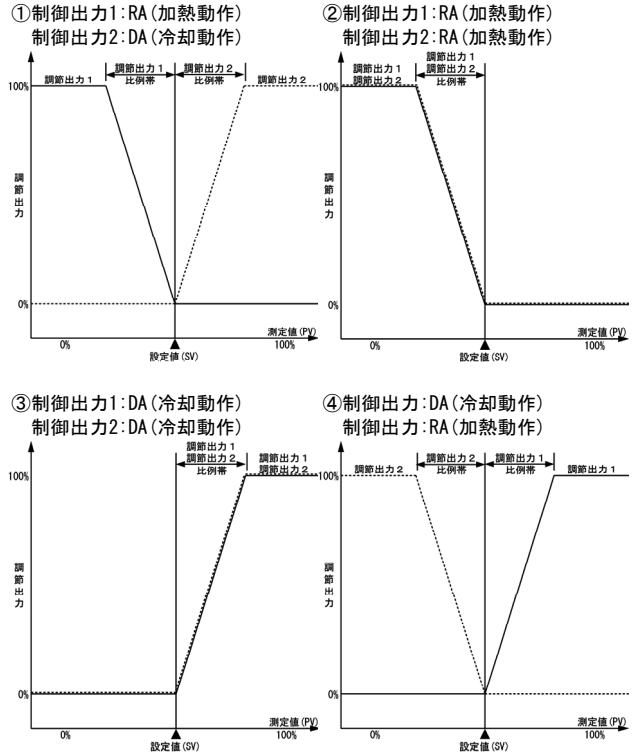 ①制御出力1:RA(加熱動作)
制御出力2:DA(冷却動作)
調節出力1
調節出力1
比例帯
調節出力2
比例帯
調節出力2
100%
調節出力
0%
測定値(PV)
0%
100%
設定値(SV)
②制御出力1:RA(加熱動作)
制御出力2:RA(加熱動作)
調節出力1
調節出力2
調節出力1
調節出力2
比例帯
100%
調節出力
0%
測定値(PV)
0%
100%
設定値(SV)
③制御出力1:DA(冷却動作)
制御出力2:DA(冷却動作)
調節出力1
調節出力2
比例帯
調節出力1
調節出力2
100%
調節出力
0%
測定値(PV)
0%
100%
設定値(SV)
④制御出力:DA(冷却動作)
制御出力:RA(加熱動作)
調節出力2
調節出力2
比例帯
調節出力1
比例帯
調節出力1
100%
調節出力
0%
測定値(PV)
0%
100%
設定値(SV)